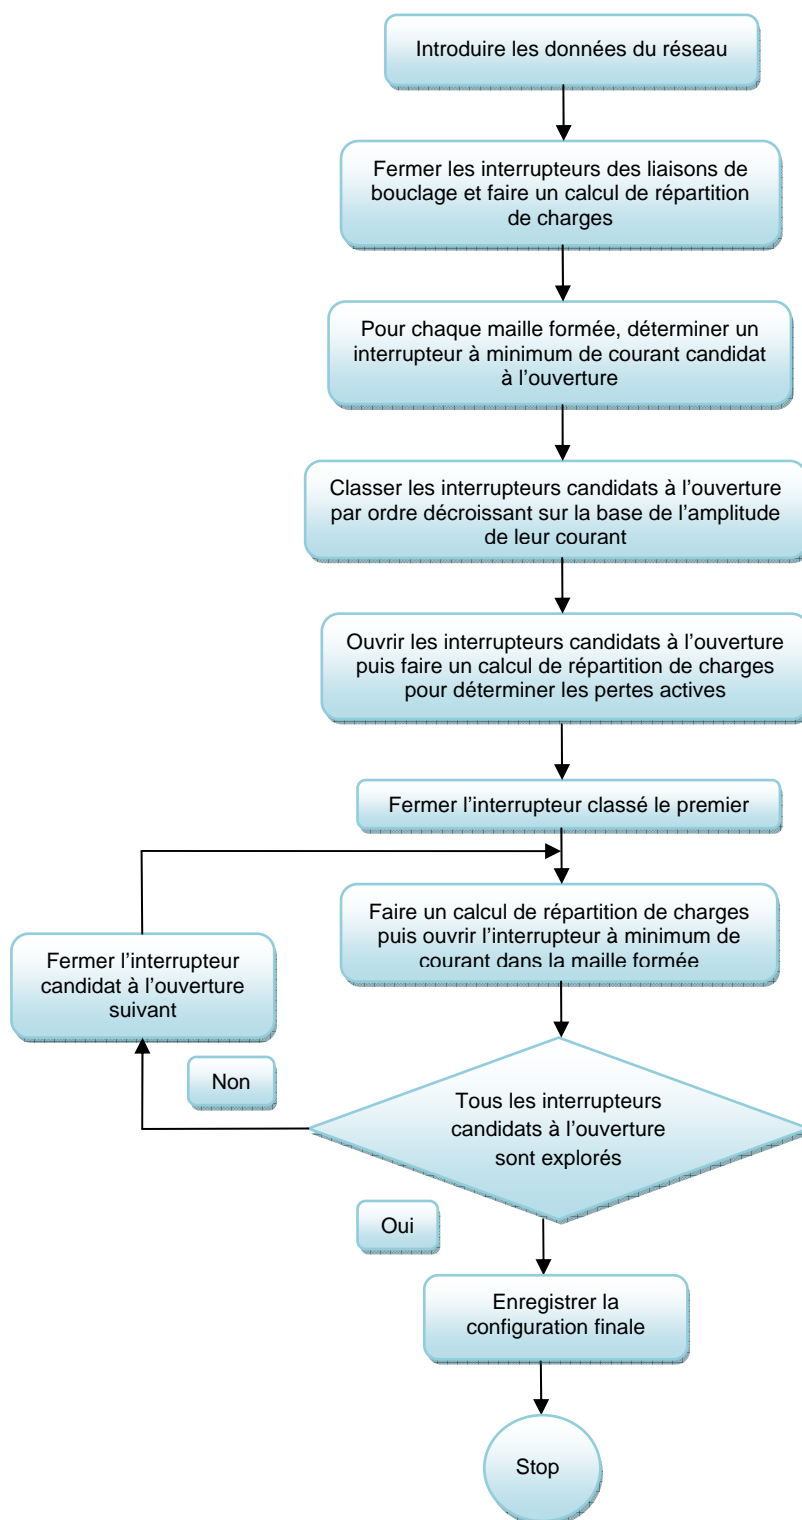 Introduire les données du réseau
Fermer les interrupteurs des liaisons de
bouclage et faire un calcul de répartition
de charges
Pour chaque maille formée, déterminer un
interrupteur à minimum de courant candidat
à l’ouverture
Classer les interrupteurs candidats à l’ouverture
par ordre décroissant sur la base de l’amplitude
de leur courant
Ouvrir les interrupteurs candidats à l’ouverture
puis faire un calcul de répartition de charges
pour déterminer les pertes actives
Fermer l’interrupteur classé le premier
Faire un calcul de répartition de charges
puis ouvrir l’interrupteur à minimum de
courant dans la maille formée
Fermer l’interrupteur
candidat à l’ouverture
suivant
Non
Tous les interrupteurs
candidats à l’ouverture
sont explorés
Oui
Enregistrer la
configuration finale
Stop